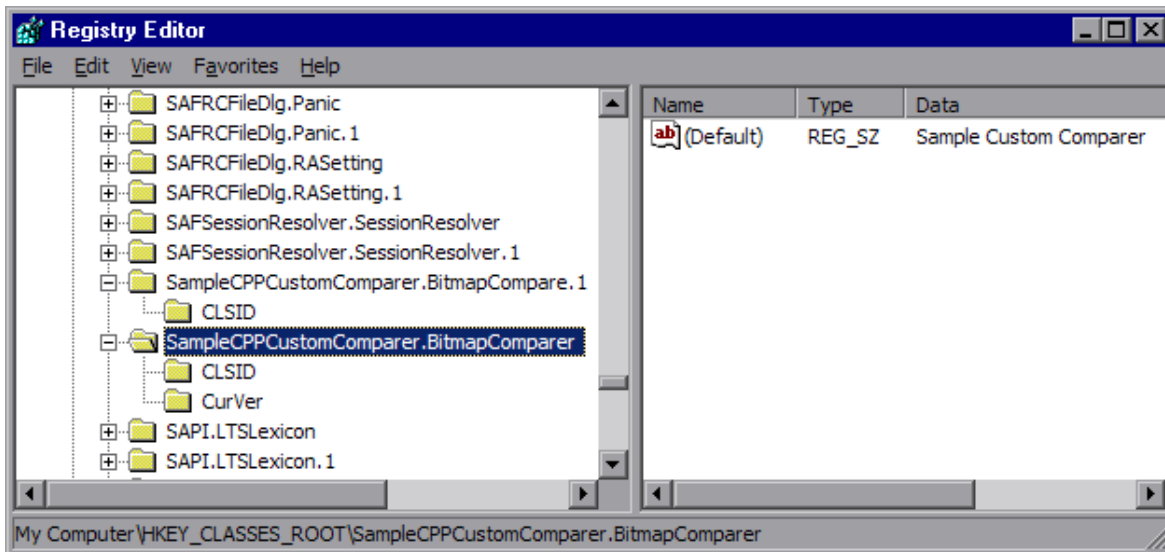 Registry Editor
File Edit View Favorites Help
SAFRCFileDlg.Panic
SAFRCFileDlg.Panic.1
SAFRCFileDlg.RASetting
SAFRCFileDlg.RASetting.1
SAFSessionResolver.SessionResolver
SAFSessionResolver.SessionResolver.1
SampleCPPCustomComparer.BitmapCompare.1
CLSID
SampleCPPCustomComparer.BitmapComparer
CLSID
CurVer
SAPI.LTSLexicon
SAPI.LTSLexicon.1
Name Type Data
ab (Default) REG_SZ Sample Custom Comparer
My Computer\HKEY_CLASSES_ROOT\SampleCPPCustomComparer.BitmapComparer